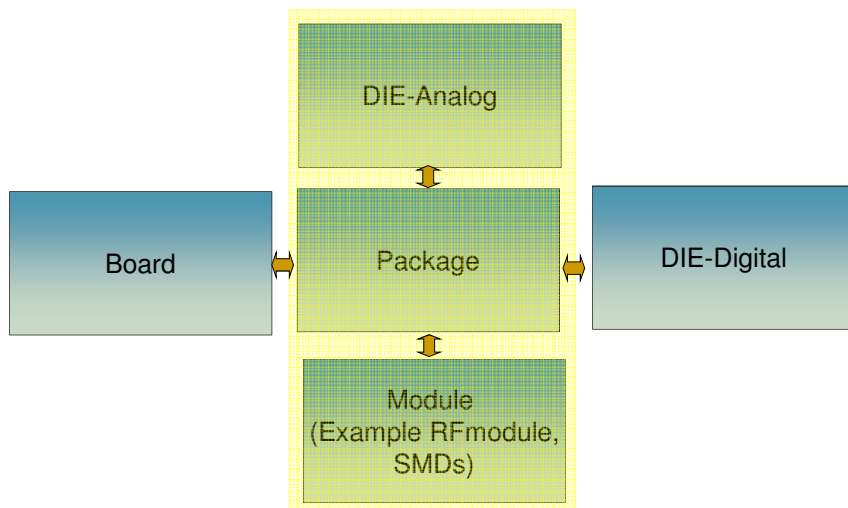 DIE-Analog
Board
Package
DIE-Digital
Module
(Example RFmodule,
SMDs)